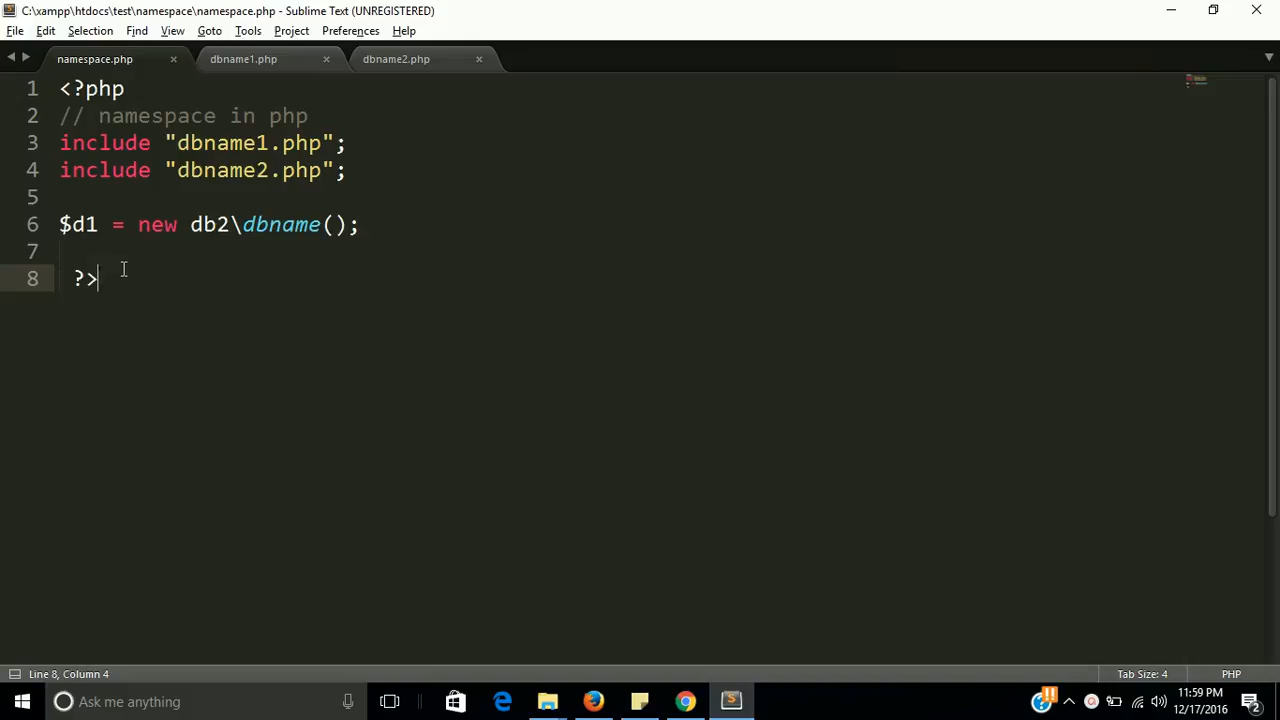 C:\xampp\htdocs\test\namespace\namespace.php - Sublime Text (UNREGISTERED)
File Edit Selection Find View Goto Tools Project Preferences Help
namespace.php dbname1.php dbname2.php
1 <?php
2 // namespace in php
3 include "dbname1.php";
4 include "dbname2.php";
5
6 $d1 = new db2\dbname();
7
8 ?>
Line 8, Column 4 Tab Size: 4 PHP
Ask me anything
11:59 PM
12/17/2016
2